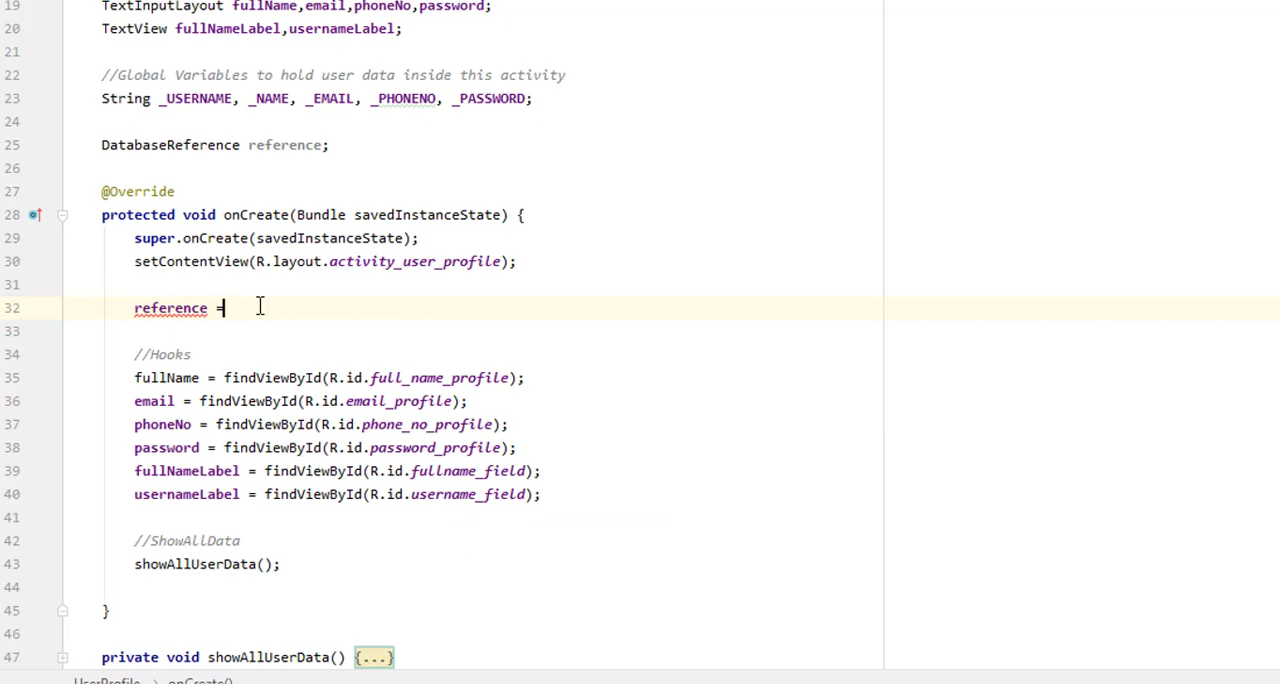 19 TextInputLayout fullName,email,phoneNo,password;
20 TextView fullNameLabel,usernameLabel;
21
22 //Global Variables to hold user data inside this activity
23 String _USERNAME, _NAME, _EMAIL, _PHONENO, _PASSWORD;
24
25 DatabaseReference reference;
26
27 @Override
28 protected void onCreate(Bundle savedInstanceState) {
29 super.onCreate(savedInstanceState);
30 setContentView(R.layout.activity_user_profile);
31
32 reference =
33
34 //Hooks
35 fullName = findViewById(R.id.full_name_profile);
36 email = findViewById(R.id.email_profile);
37 phoneNo = findViewById(R.id.phone_no_profile);
38 password = findViewById(R.id.password_profile);
39 fullNameLabel = findViewById(R.id.fullname_field);
40 usernameLabel = findViewById(R.id.username_field);
41
42 //ShowAllData
43 showAllUserData();
44
45 }
46
47 private void showAllUserData() {...}
UserProfile > onCreate()